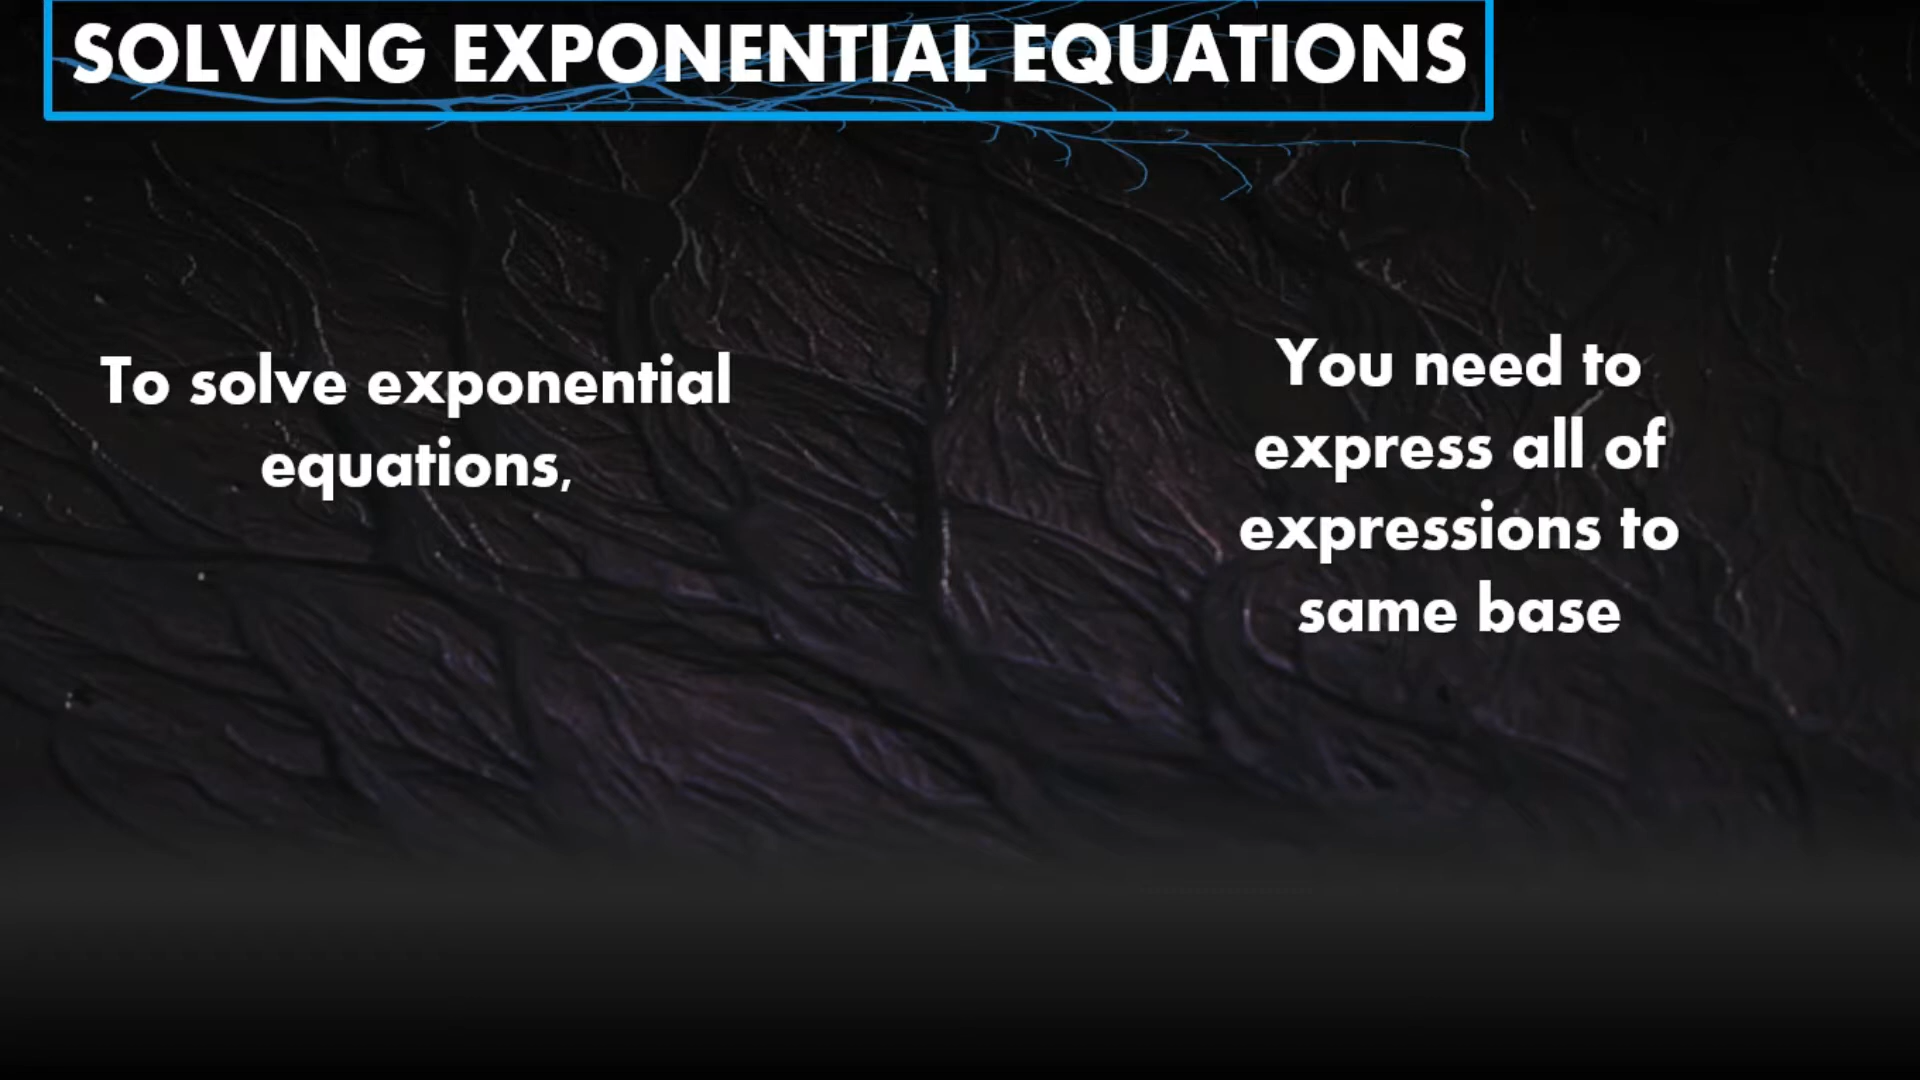 SOLVING EXPONENTIAL EQUATIONS
To solve exponential
equations,
You need to
express all of
expressions to
same base